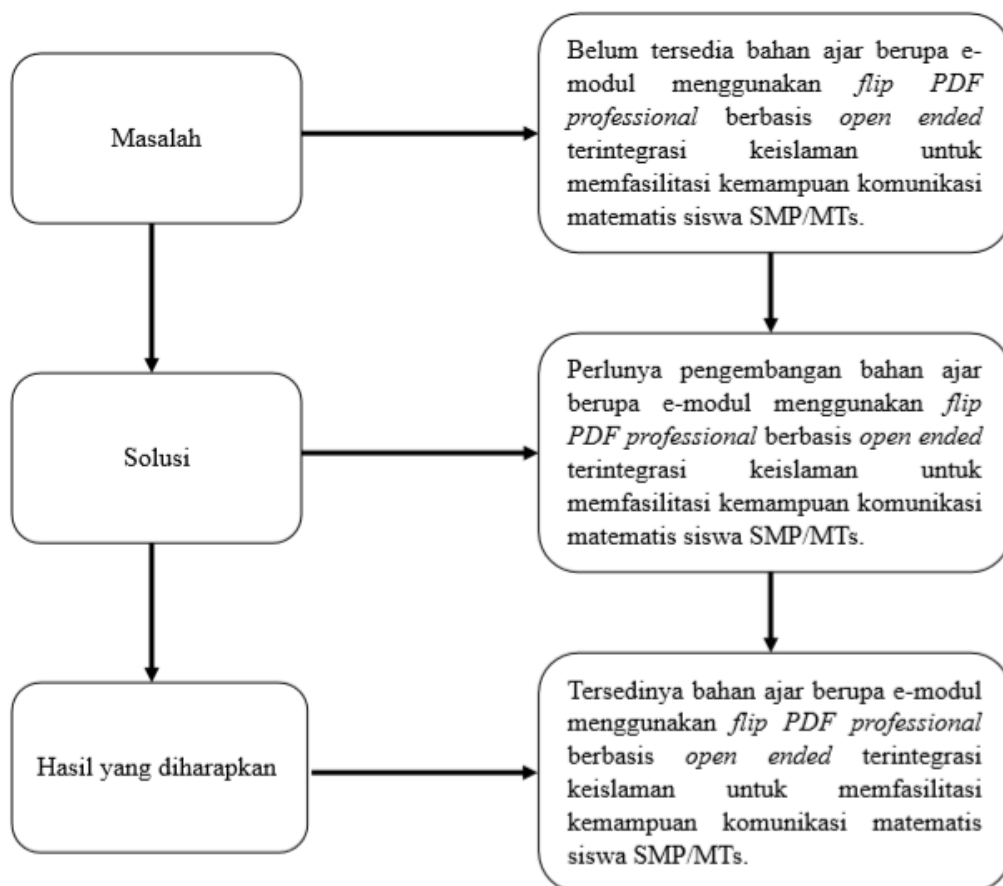 Masalah
Belum tersedia bahan ajar berupa e-
modul menggunakan flip PDF
professional berbasis open ended
terintegrasi keislaman untuk
memfasilitasi kemampuan komunikasi
matematis siswa SMP/MTs.
Solusi
Perlunya pengembangan bahan ajar
berupa e-modul menggunakan flip
PDF professional berbasis open ended
terintegrasi keislaman untuk
memfasilitasi kemampuan komunikasi
matematis siswa SMP/MTs.
Hasil yang diharapkan
Tersedinya bahan ajar berupa e-modul
menggunakan flip PDF professional
berbasis open ended terintegrasi
keislaman untuk memfasilitasi
kemampuan komunikasi matematis
siswa SMP/MTs.